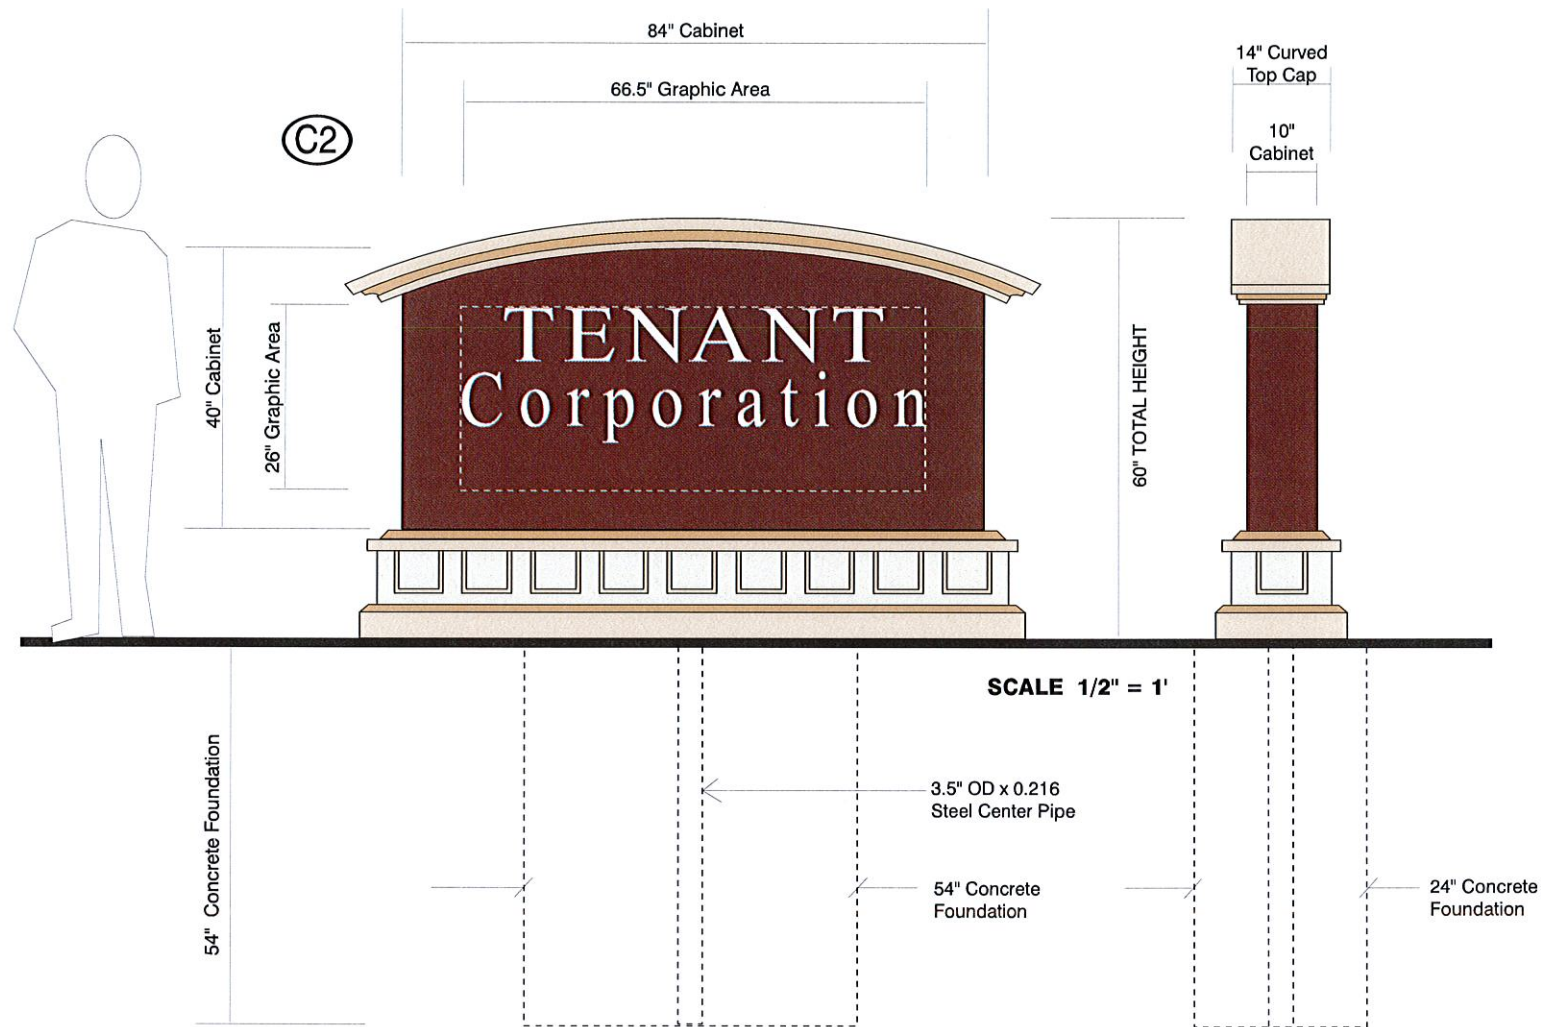 84" Cabinet
14" Curved
Top Cap
66.5" Graphic Area
C2
10"
Cabinet
40" Cabinet
26" Graphic Area
TENANT
Corporation
60" TOTAL HEIGHT
SCALE 1/2" = 1'
54" Concrete Foundation
3.5" OD x 0.216
Steel Center Pipe
54" Concrete
Foundation
24" Concrete
Foundation